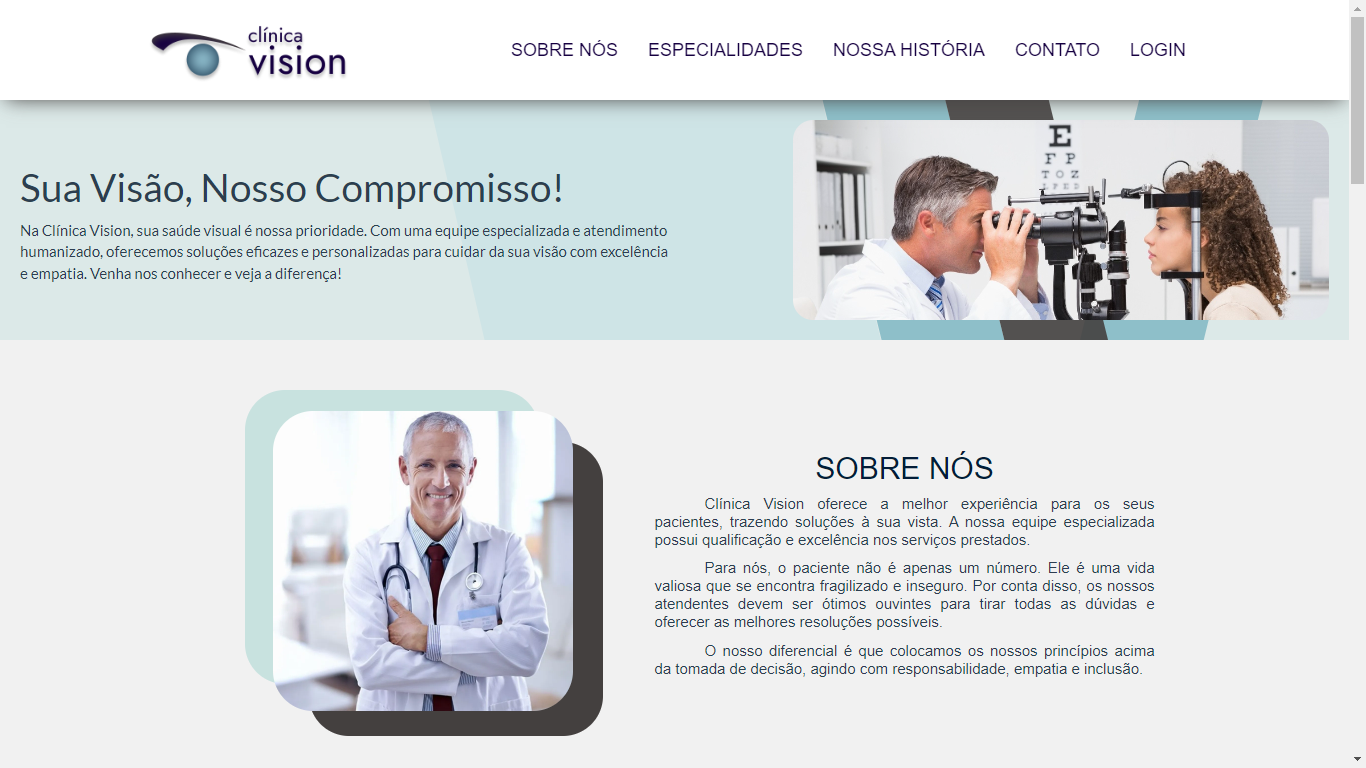 clínica
vision
SOBRE NÓS ESPECIALIDADES NOSSA HISTÓRIA CONTATO LOGIN
E
F P
T O Z
L P E D
Sua Visão, Nosso Compromisso!
Na Clínica Vision, sua saúde visual é nossa prioridade. Com uma equipe especializada e atendimento
humanizado, oferecemos soluções eficazes e personalizadas para cuidar da sua visão com excelência
e empatia. Venha nos conhecer e veja a diferença!
SOBRE NÓS
Clínica Vision oferece a melhor experiência para os seus
pacientes, trazendo soluções à sua vista. A nossa equipe especializada
possui qualificação e excelência nos serviços prestados.
Para nós, o paciente não é apenas um número. Ele é uma vida
valiosa que se encontra fragilizado e inseguro. Por conta disso, os nossos
atendentes devem ser ótimos ouvintes para tirar todas as dúvidas e
oferecer as melhores resoluções possíveis.
O nosso diferencial é que colocamos os nossos princípios acima
da tomada de decisão, agindo com responsabilidade, empatia e inclusão.